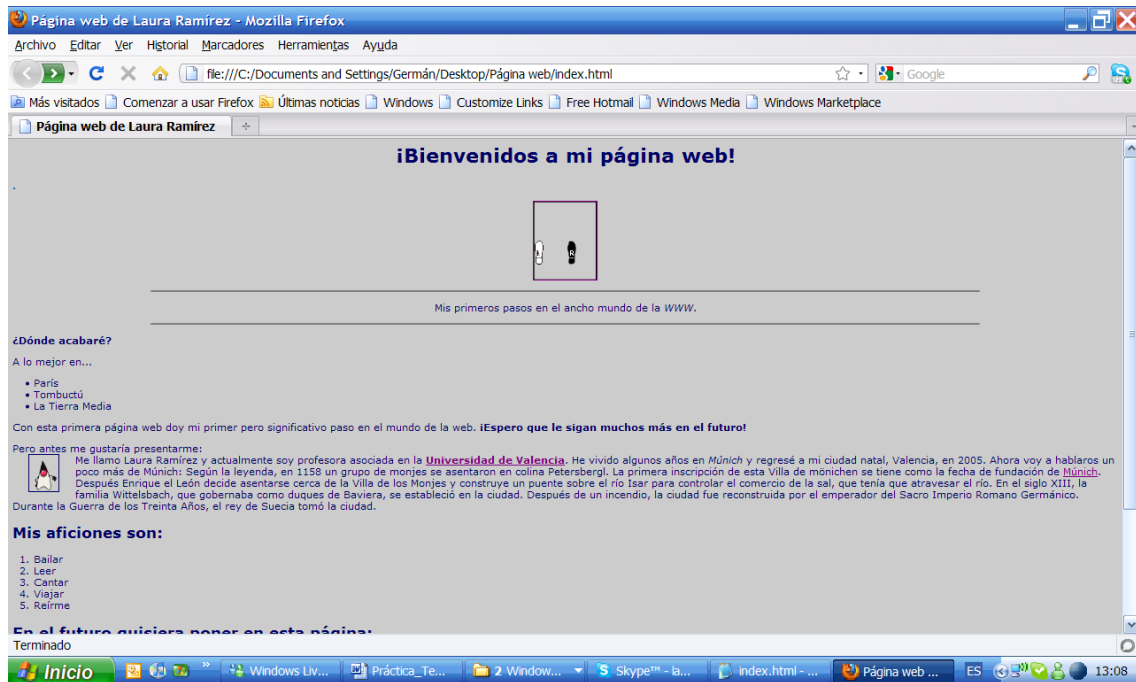 Página web de Laura Ramírez - Mozilla Firefox
Archivo Editar Ver Historial Marcadores Herramientas Ayuda
file:///C:/Documents and Settings/Germán/Desktop/Página web/index.html Google
Más visitados Comenzar a usar Firefox Últimas noticias Windows Customize Links Free Hotmail Windows Media Windows Marketplace
Página web de Laura Ramírez
¡Bienvenidos a mi página web!
.
R
Mis primeros pasos en el ancho mundo de la WWW.
¿Dónde acabaré?
A lo mejor en...
• París
• Tombuctú
• La Tierra Media
Con esta primera página web doy mi primer pero significativo paso en el mundo de la web. ¡Espero que le sigan muchos más en el futuro!
Pero antes me gustaría presentarme:
Me llamo Laura Ramírez y actualmente soy profesora asociada en la Universidad de Valencia. He vivido algunos años en Múnich y regresé a mi ciudad natal, Valencia, en 2005. Ahora voy a hablaros un
poco más de Múnich: Según la leyenda, en 1158 un grupo de monjes se asentaron en colina Petersbergl. La primera inscripción de esta Villa de mönichen se tiene como la fecha de fundación de Múnich.
Después Enrique el León decide asentarse cerca de la Villa de los Monjes y construye un puente sobre el río Isar para controlar el comercio de la sal, que tenía que atravesar el río. En el siglo XIII, la
familia Wittelsbach, que gobernaba como duques de Baviera, se estableció en la ciudad. Después de un incendio, la ciudad fue reconstruida por el emperador del Sacro Imperio Romano Germánico.
Durante la Guerra de los Treinta Años, el rey de Suecia tomó la ciudad.
Mis aficiones son:
1. Bailar
2. Leer
3. Cantar
4. Viajar
5. Reírme
En el futuro quisiera poner en esta página:
Terminado
Inicio Windows Liv... Práctica_Te... 2 Window... Skype™ - la... index.html - ... Página web ... ES 13:08